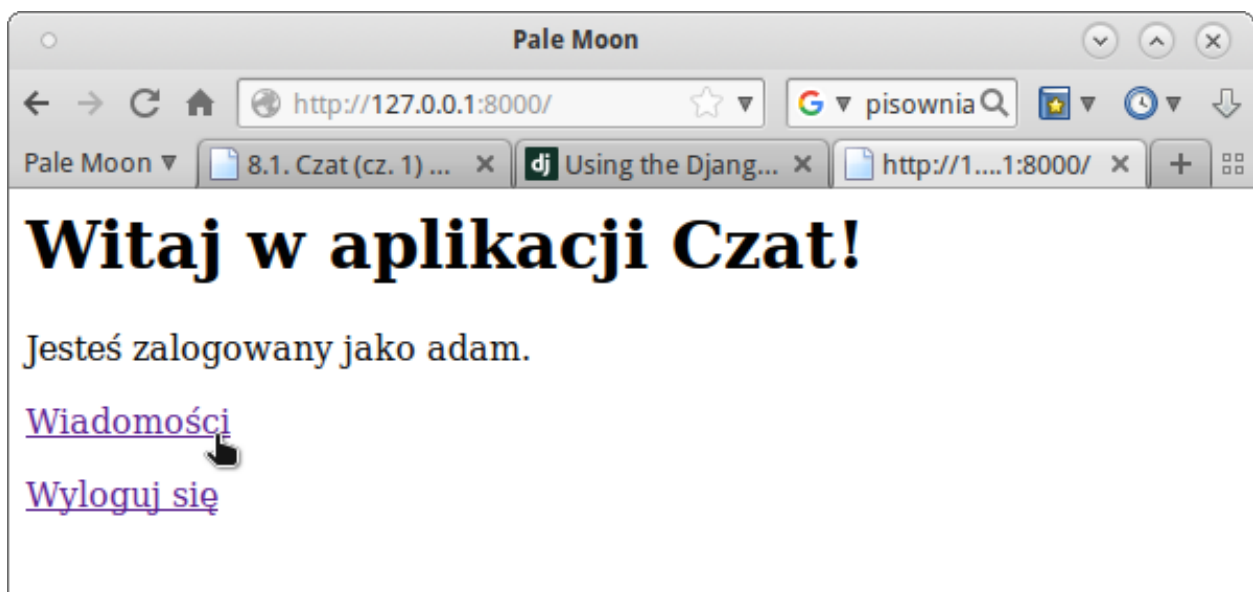 Pale Moon
http://127.0.0.1:8000/
G pisownia
Pale Moon 8.1. Czat (cz. 1) ... dj Using the Djang... http://1....1:8000/
Witaj w aplikacji Czat!
Jesteś zalogowany jako adam.
Wiadomości
Wyloguj się